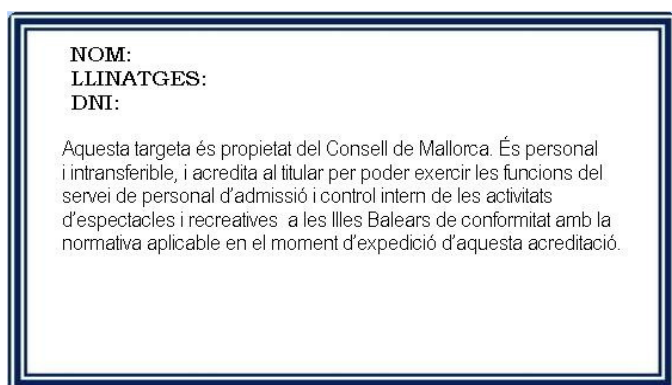 NOM:
LLINATGES:
DNI:
Aquesta targeta és propietat del Consell de Mallorca. És personal
i intransferible, i acredita al titular per poder exercir les funcions del
servei de personal d'admissió i control intern de les activitats
d'espectacles i recreatives a les Illes Balears de conformitat amb la
normativa aplicable en el moment d'expedició d'aquesta acreditació.